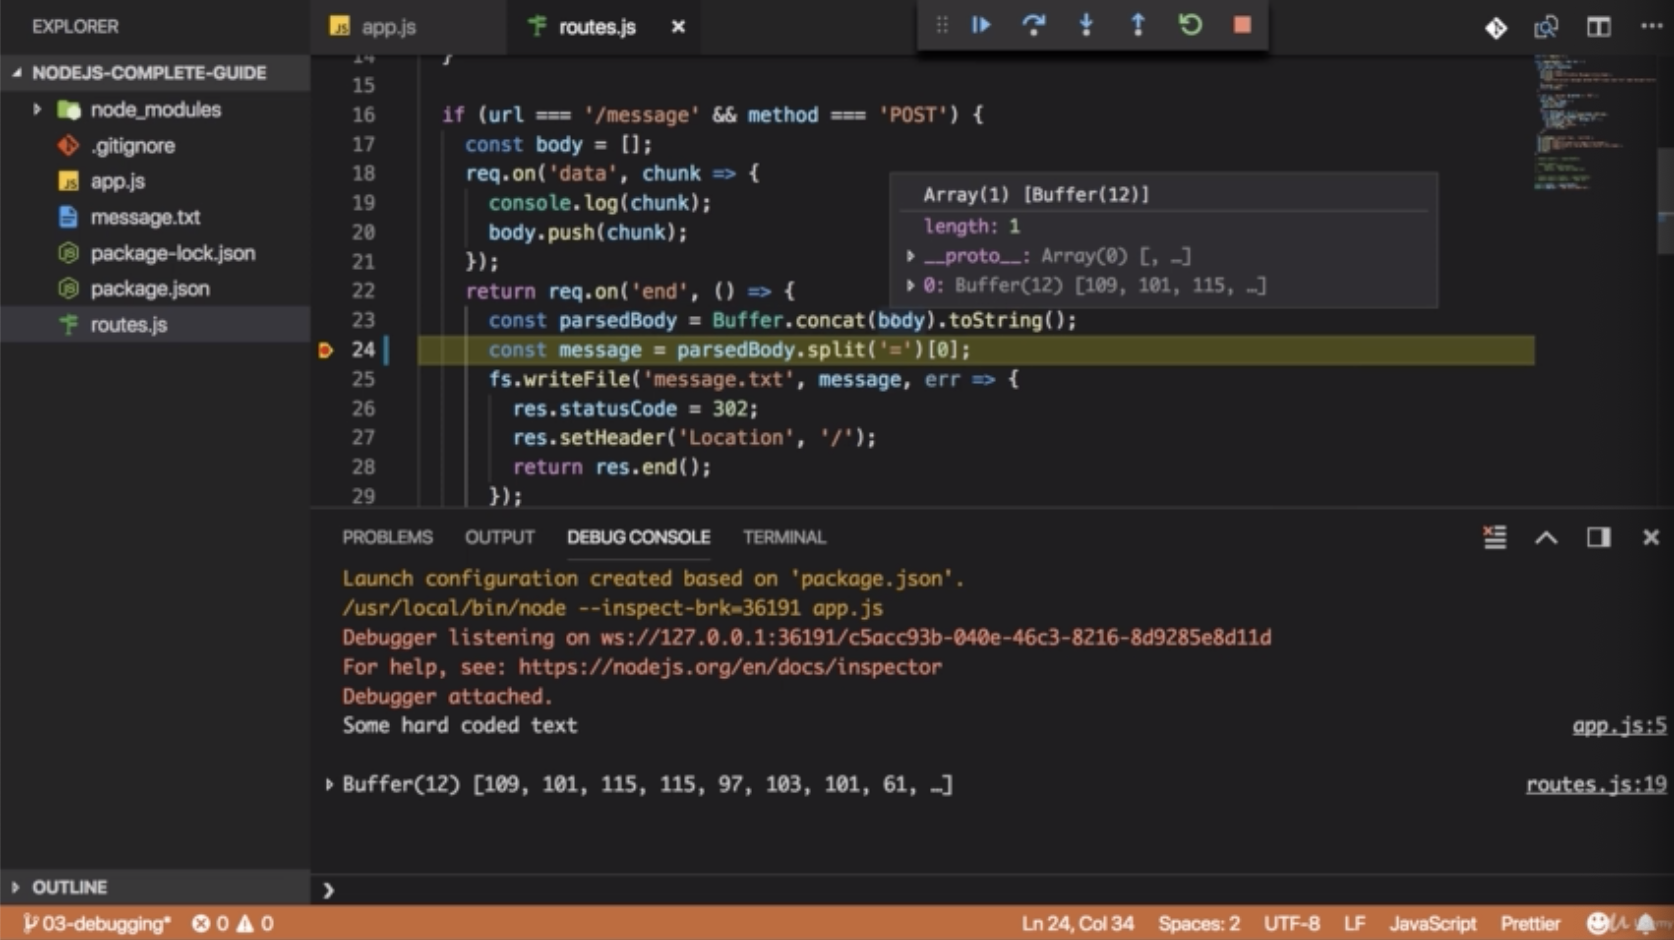 EXPLORER
NODEJS-COMPLETE-GUIDE
node_modules
.gitignore
app.js
message.txt
package-lock.json
package.json
routes.js
OUTLINE
app.js
routes.js
14 }
15
16 if (url === '/message' && method === 'POST') {
17 const body = [];
18 req.on('data', chunk => {
19 console.log(chunk);
20 body.push(chunk);
21 });
22 return req.on('end', () => {
23 const parsedBody = Buffer.concat(body).toString();
24 const message = parsedBody.split('=')[0];
25 fs.writeFile('message.txt', message, err => {
26 res.statusCode = 302;
27 res.setHeader('Location', '/');
28 return res.end();
29 });
Array(1) [Buffer(12)]
length: 1
__proto__: Array(0) [, …]
0: Buffer(12) [109, 101, 115, …]
PROBLEMS OUTPUT DEBUG CONSOLE TERMINAL
Launch configuration created based on 'package.json'.
/usr/local/bin/node --inspect-brk=36191 app.js
Debugger listening on ws://127.0.0.1:36191/c5acc93b-040e-46c3-8216-8d9285e8d11d
For help, see: https://nodejs.org/en/docs/inspector
Debugger attached.
Some hard coded text app.js:5
Buffer(12) [109, 101, 115, 115, 97, 103, 101, 61, …] routes.js:19
03-debugging* 0 0 Ln 24, Col 34 Spaces: 2 UTF-8 LF JavaScript Prettier